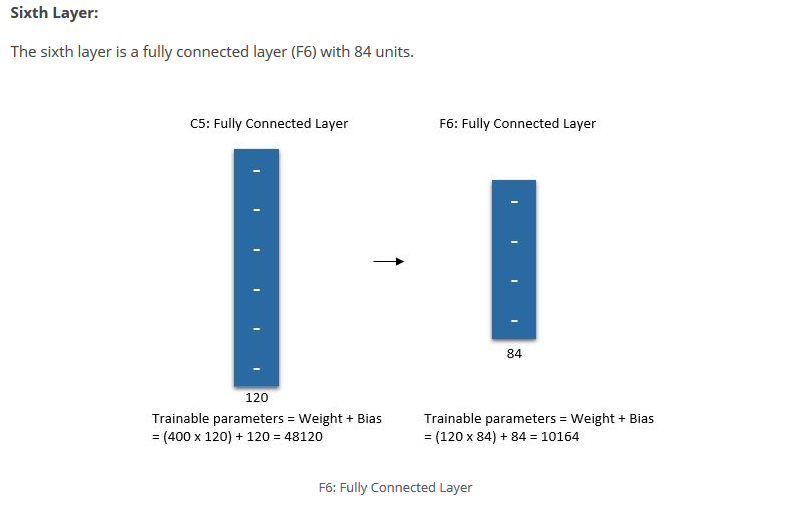 Sixth Layer:
The sixth layer is a fully connected layer (F6) with 84 units.
C5: Fully Connected Layer
F6: Fully Connected Layer
84
120
Trainable parameters = Weight + Bias
= (400 x 120) + 120 = 48120
Trainable parameters = Weight + Bias
= (120 x 84) + 84 = 10164
F6: Fully Connected Layer